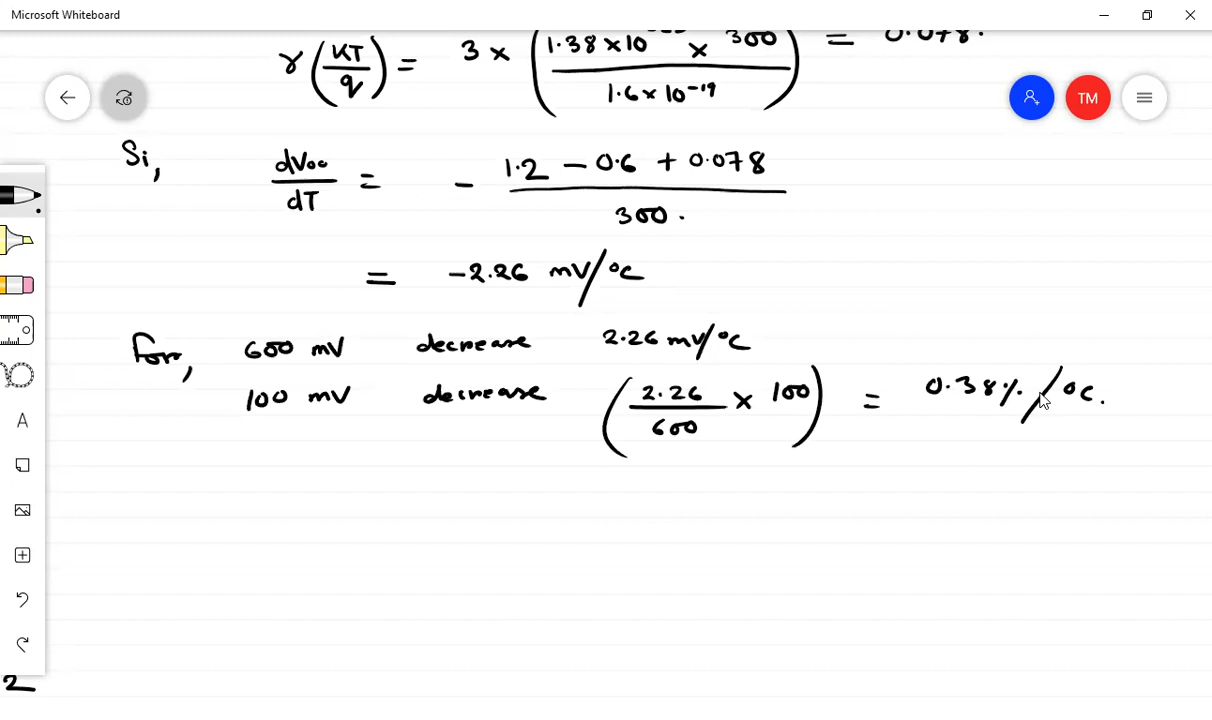 Microsoft Whiteboard
γ (KT/q) = 3 × (1.38×10 × 300 / 1.6×10⁻¹⁹) = 0.078.
TM
Si, dVoc/dT = - (1.2 - 0.6 + 0.078) / 300.
= -2.26 mV/°C
For, 600 mV decrease 2.26 mV/°C
100 mV decrease (2.26/600 × 100) = 0.38%/°C.
A
2